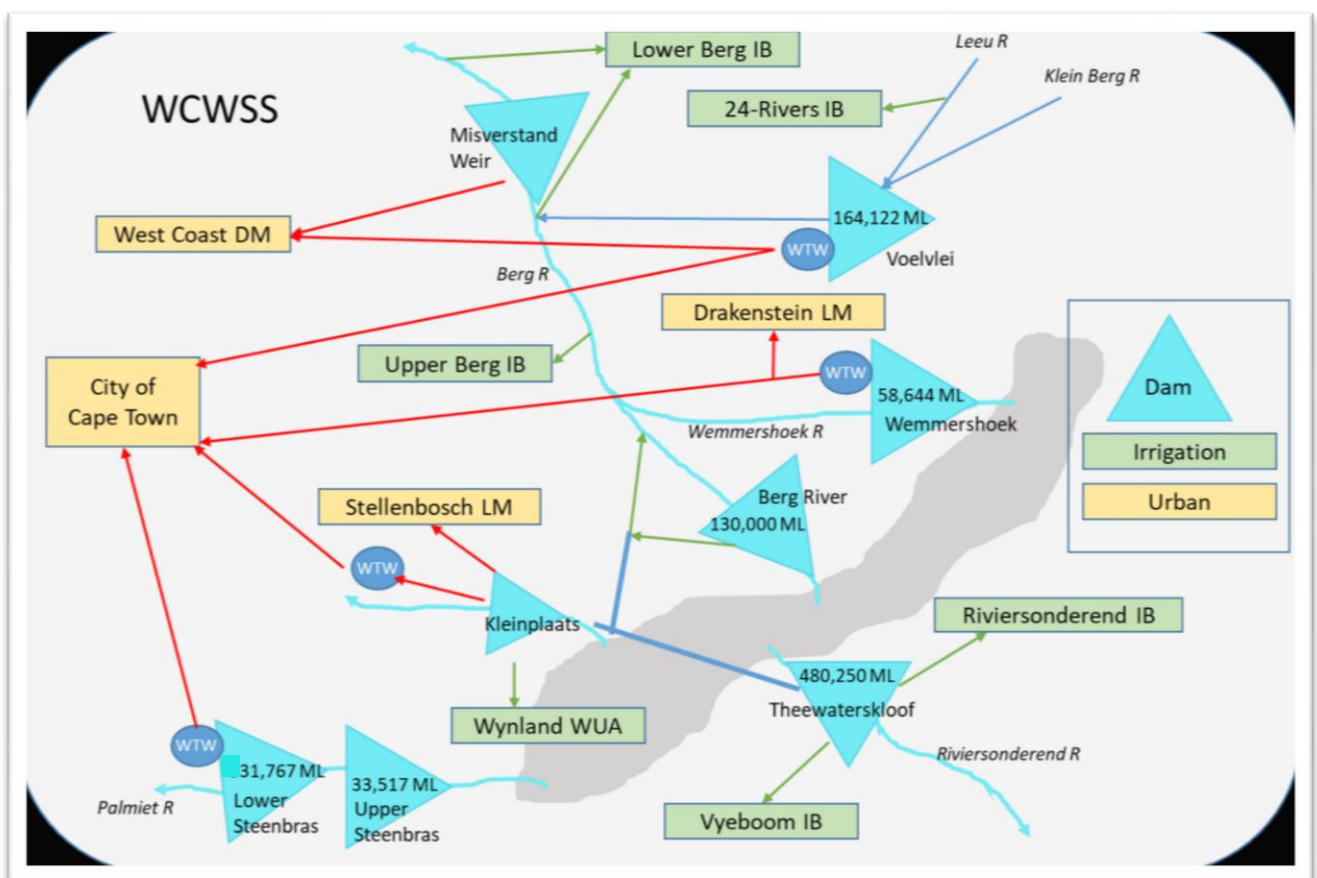 WCWSS
Lower Berg IB
Leeu R
Klein Berg R
24-Rivers IB
Misverstand
Weir
West Coast DM
164,122 ML
WTW
Voelvlei
Berg R
Drakenstein LM
Upper Berg IB
City of
Cape Town
WTW
58,644 ML
Wemmershoek
Wemmershoek R
Dam
Irrigation
Urban
Stellenbosch LM
Berg River
130,000 ML
WTW
Kleinplaats
Riviersonderend IB
480,250 ML
Theewaterskloof
Wynland WUA
Riviersonderend R
WTW
31,767 ML
Lower
Steenbras
33,517 ML
Upper
Steenbras
Palmiet R
Vyeboom IB